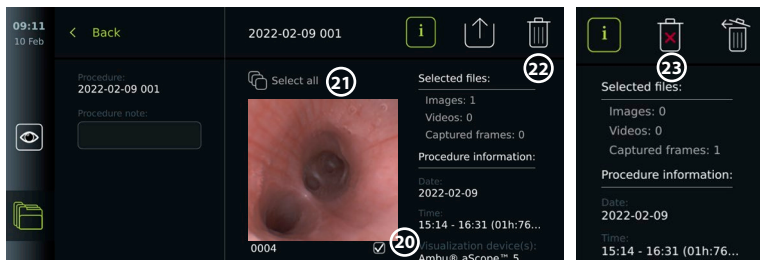 09:11
10 Feb
Back
2022-02-09 001
i
Procedure:
2022-02-09 001
Procedure note:
Select all
21
22
Selected files:
Images: 1
Videos: 0
Captured frames: 0
Procedure information:
Date:
2022-02-09
Time:
15:14 - 16:31 (01h:76...
Visualization device(s):
Ambu® aScope™ 5
0004
20
i
23
Selected files:
Images: 0
Videos: 0
Captured frames: 1
Procedure information:
Date:
2022-02-09
Time:
15:14 - 16:31 (01h:76...